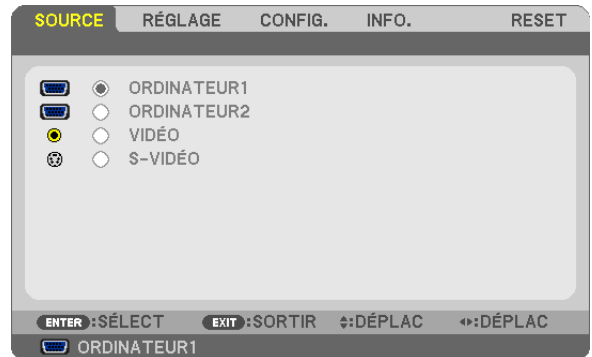 SOURCE RÉGLAGE CONFIG. INFO. RESET
ORDINATEUR1
ORDINATEUR2
VIDÉO
S-VIDÉO
ENTER :SÉLECT EXIT :SORTIR :DÉPLAC :DÉPLAC
ORDINATEUR1